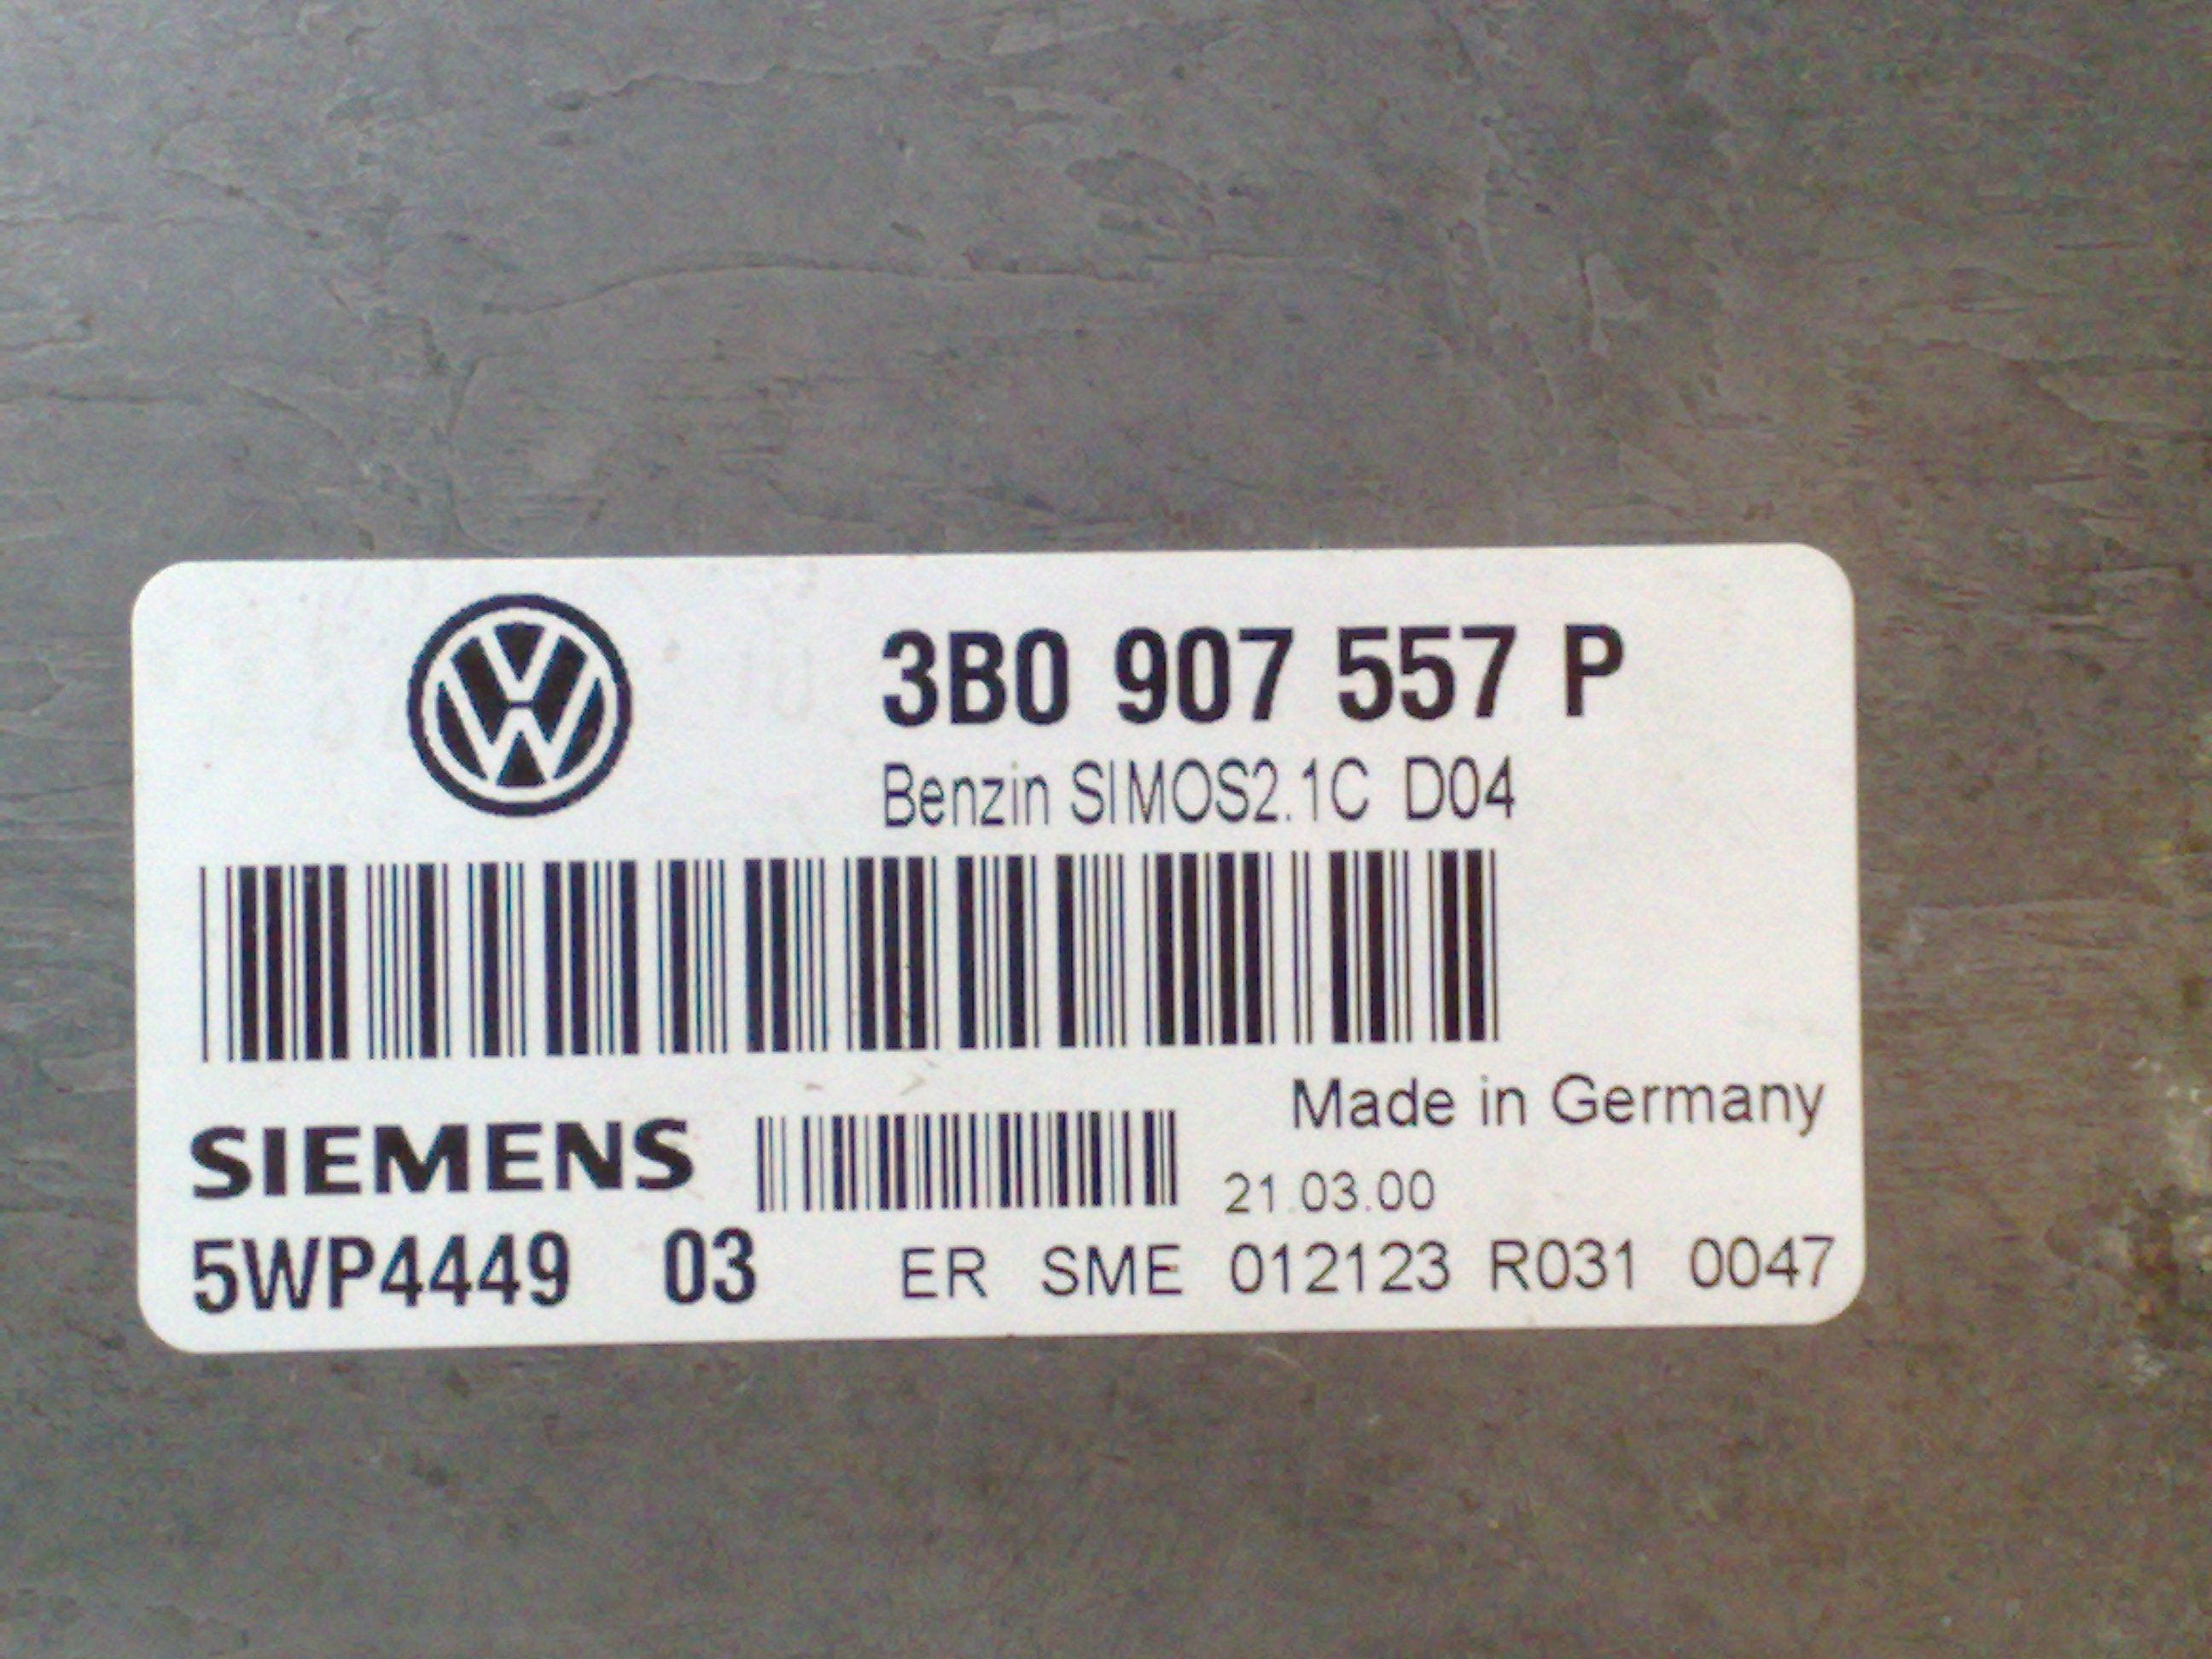 3B0 907 557 P
Benzin SIMOS2.1C D04
Made in Germany
SIEMENS
21.03.00
5WP4449 03 ER SME 012123 R031 0047